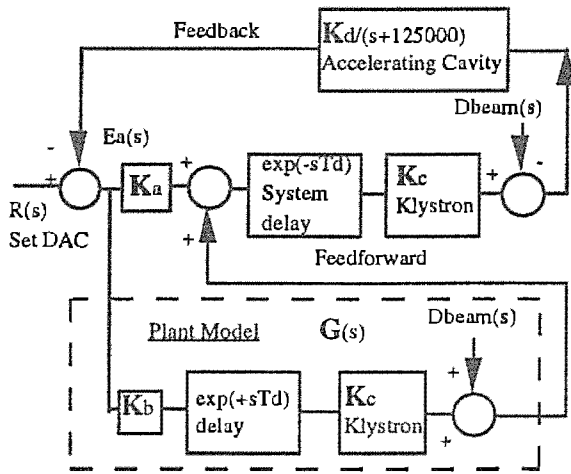 Feedback
Kd/(s+125000)
Accelerating Cavity
Dbeam(s)
-
Ea(s)
+
R(s)
Set DAC
Ka
+
+
exp(-sTd)
System
delay
Kc
Klystron
+
-
Feedforward
Plant Model
G(s)
Dbeam(s)
Kb
exp(+sTd)
delay
Kc
Klystron
+
+